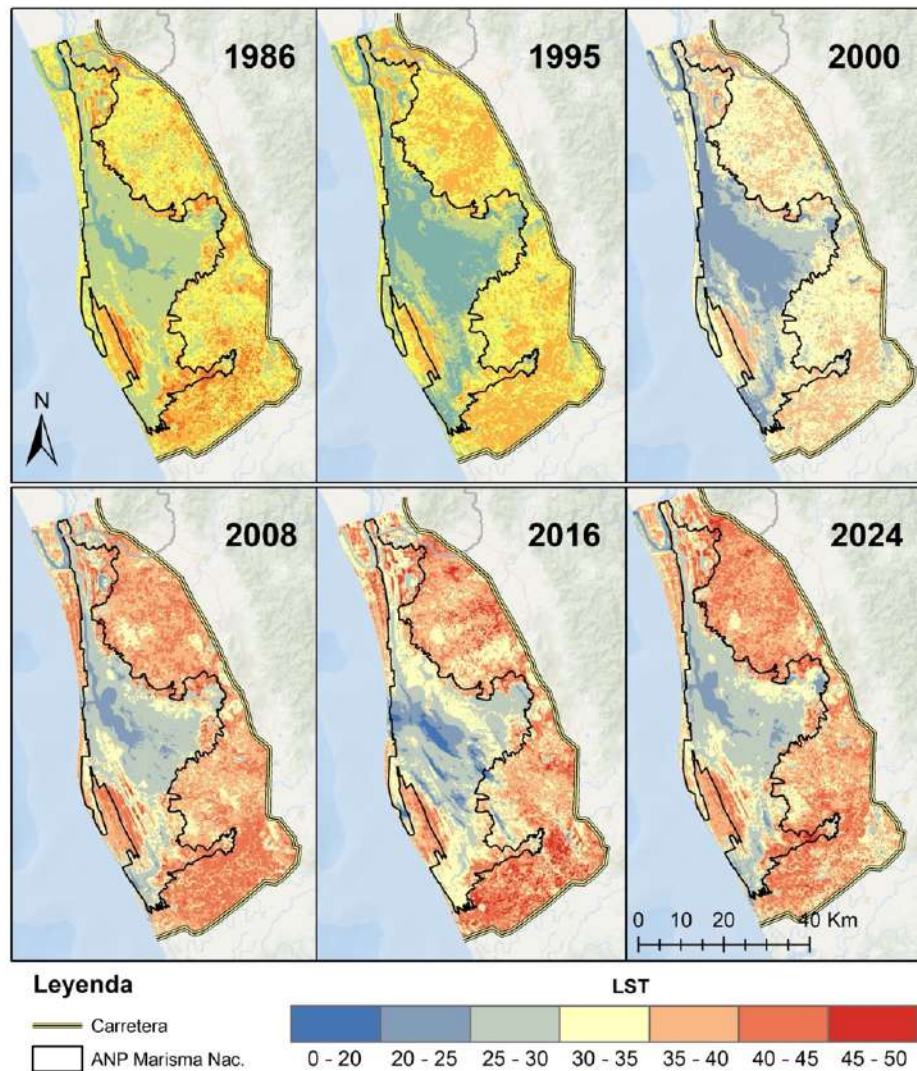 1986
1995
2000
N
2008
2016
2024
0 10 20 40 Km
Leyenda
LST
Carretera
ANP Marisma Nac.
0 - 20 20 - 25 25 - 30 30 - 35 35 - 40 40 - 45 45 - 50